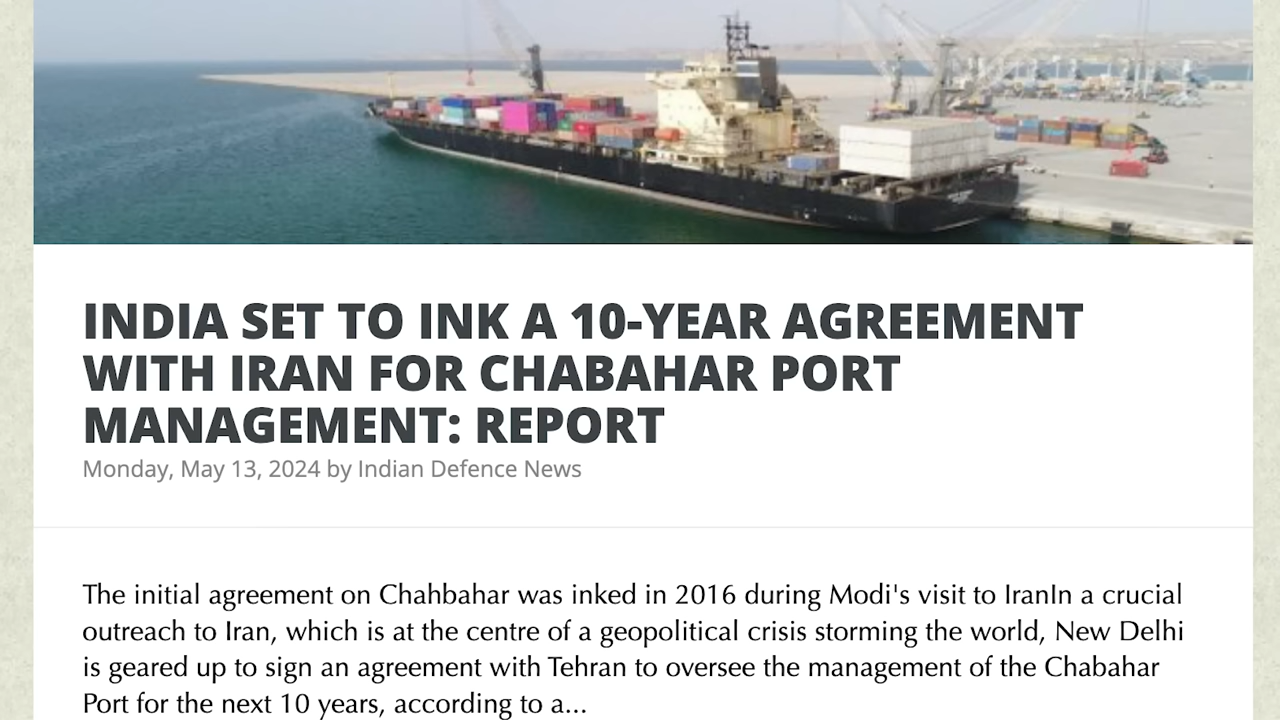 INDIA SET TO INK A 10-YEAR AGREEMENT
WITH IRAN FOR CHABAHAR PORT
MANAGEMENT: REPORT
Monday, May 13, 2024 by Indian Defence News
The initial agreement on Chahbahar was inked in 2016 during Modi's visit to IranIn a crucial
outreach to Iran, which is at the centre of a geopolitical crisis storming the world, New Delhi
is geared up to sign an agreement with Tehran to oversee the management of the Chabahar
Port for the next 10 years, according to a...